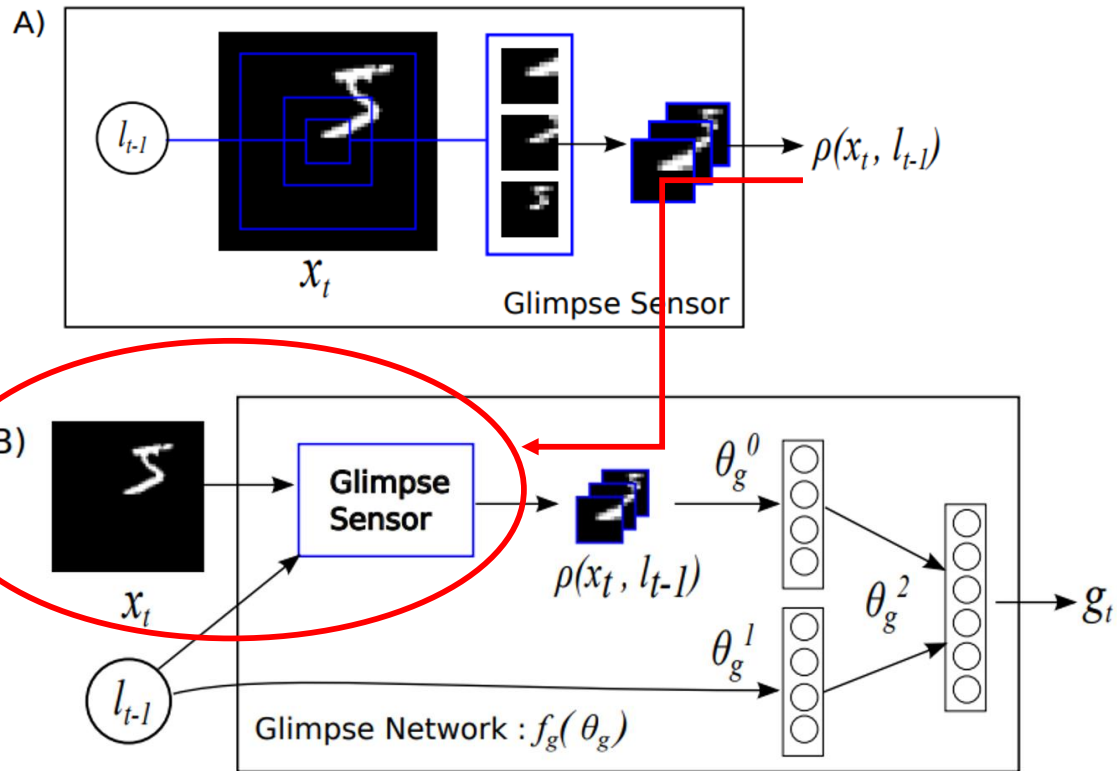 A)
l_{t-1}
ρ(x_t, l_{t-1})
x_t
Glimpse Sensor
B)
Glimpse
Sensor
θ_g^0
ρ(x_t, l_{t-1})
x_t
θ_g^2
g_t
θ_g^1
l_{t-1}
Glimpse Network : f_g( θ_g)